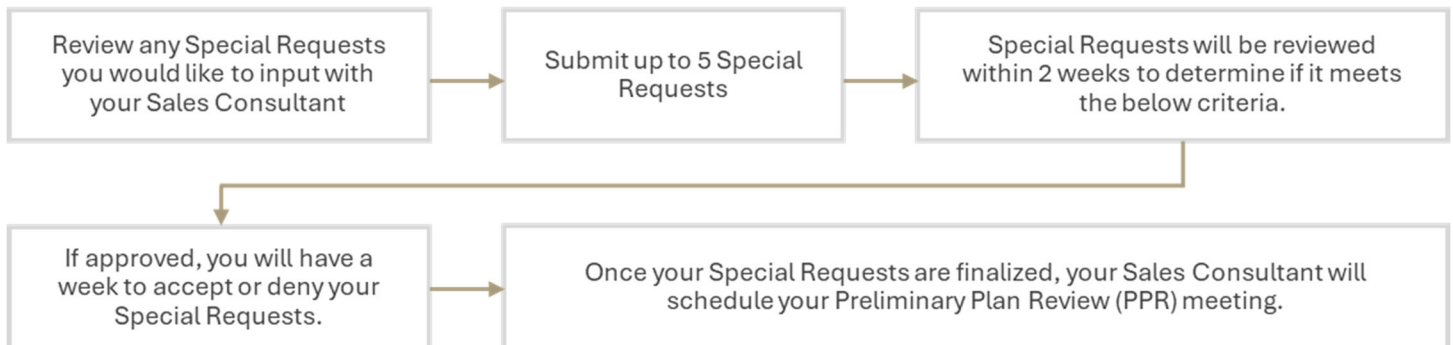 Review any Special Requests
you would like to input with
your Sales Consultant
Submit up to 5 Special
Requests
Special Requests will be reviewed
within 2 weeks to determine if it meets
the below criteria.
If approved, you will have a
week to accept or deny your
Special Requests.
Once your Special Requests are finalized, your Sales Consultant will
schedule your Preliminary Plan Review (PPR) meeting.